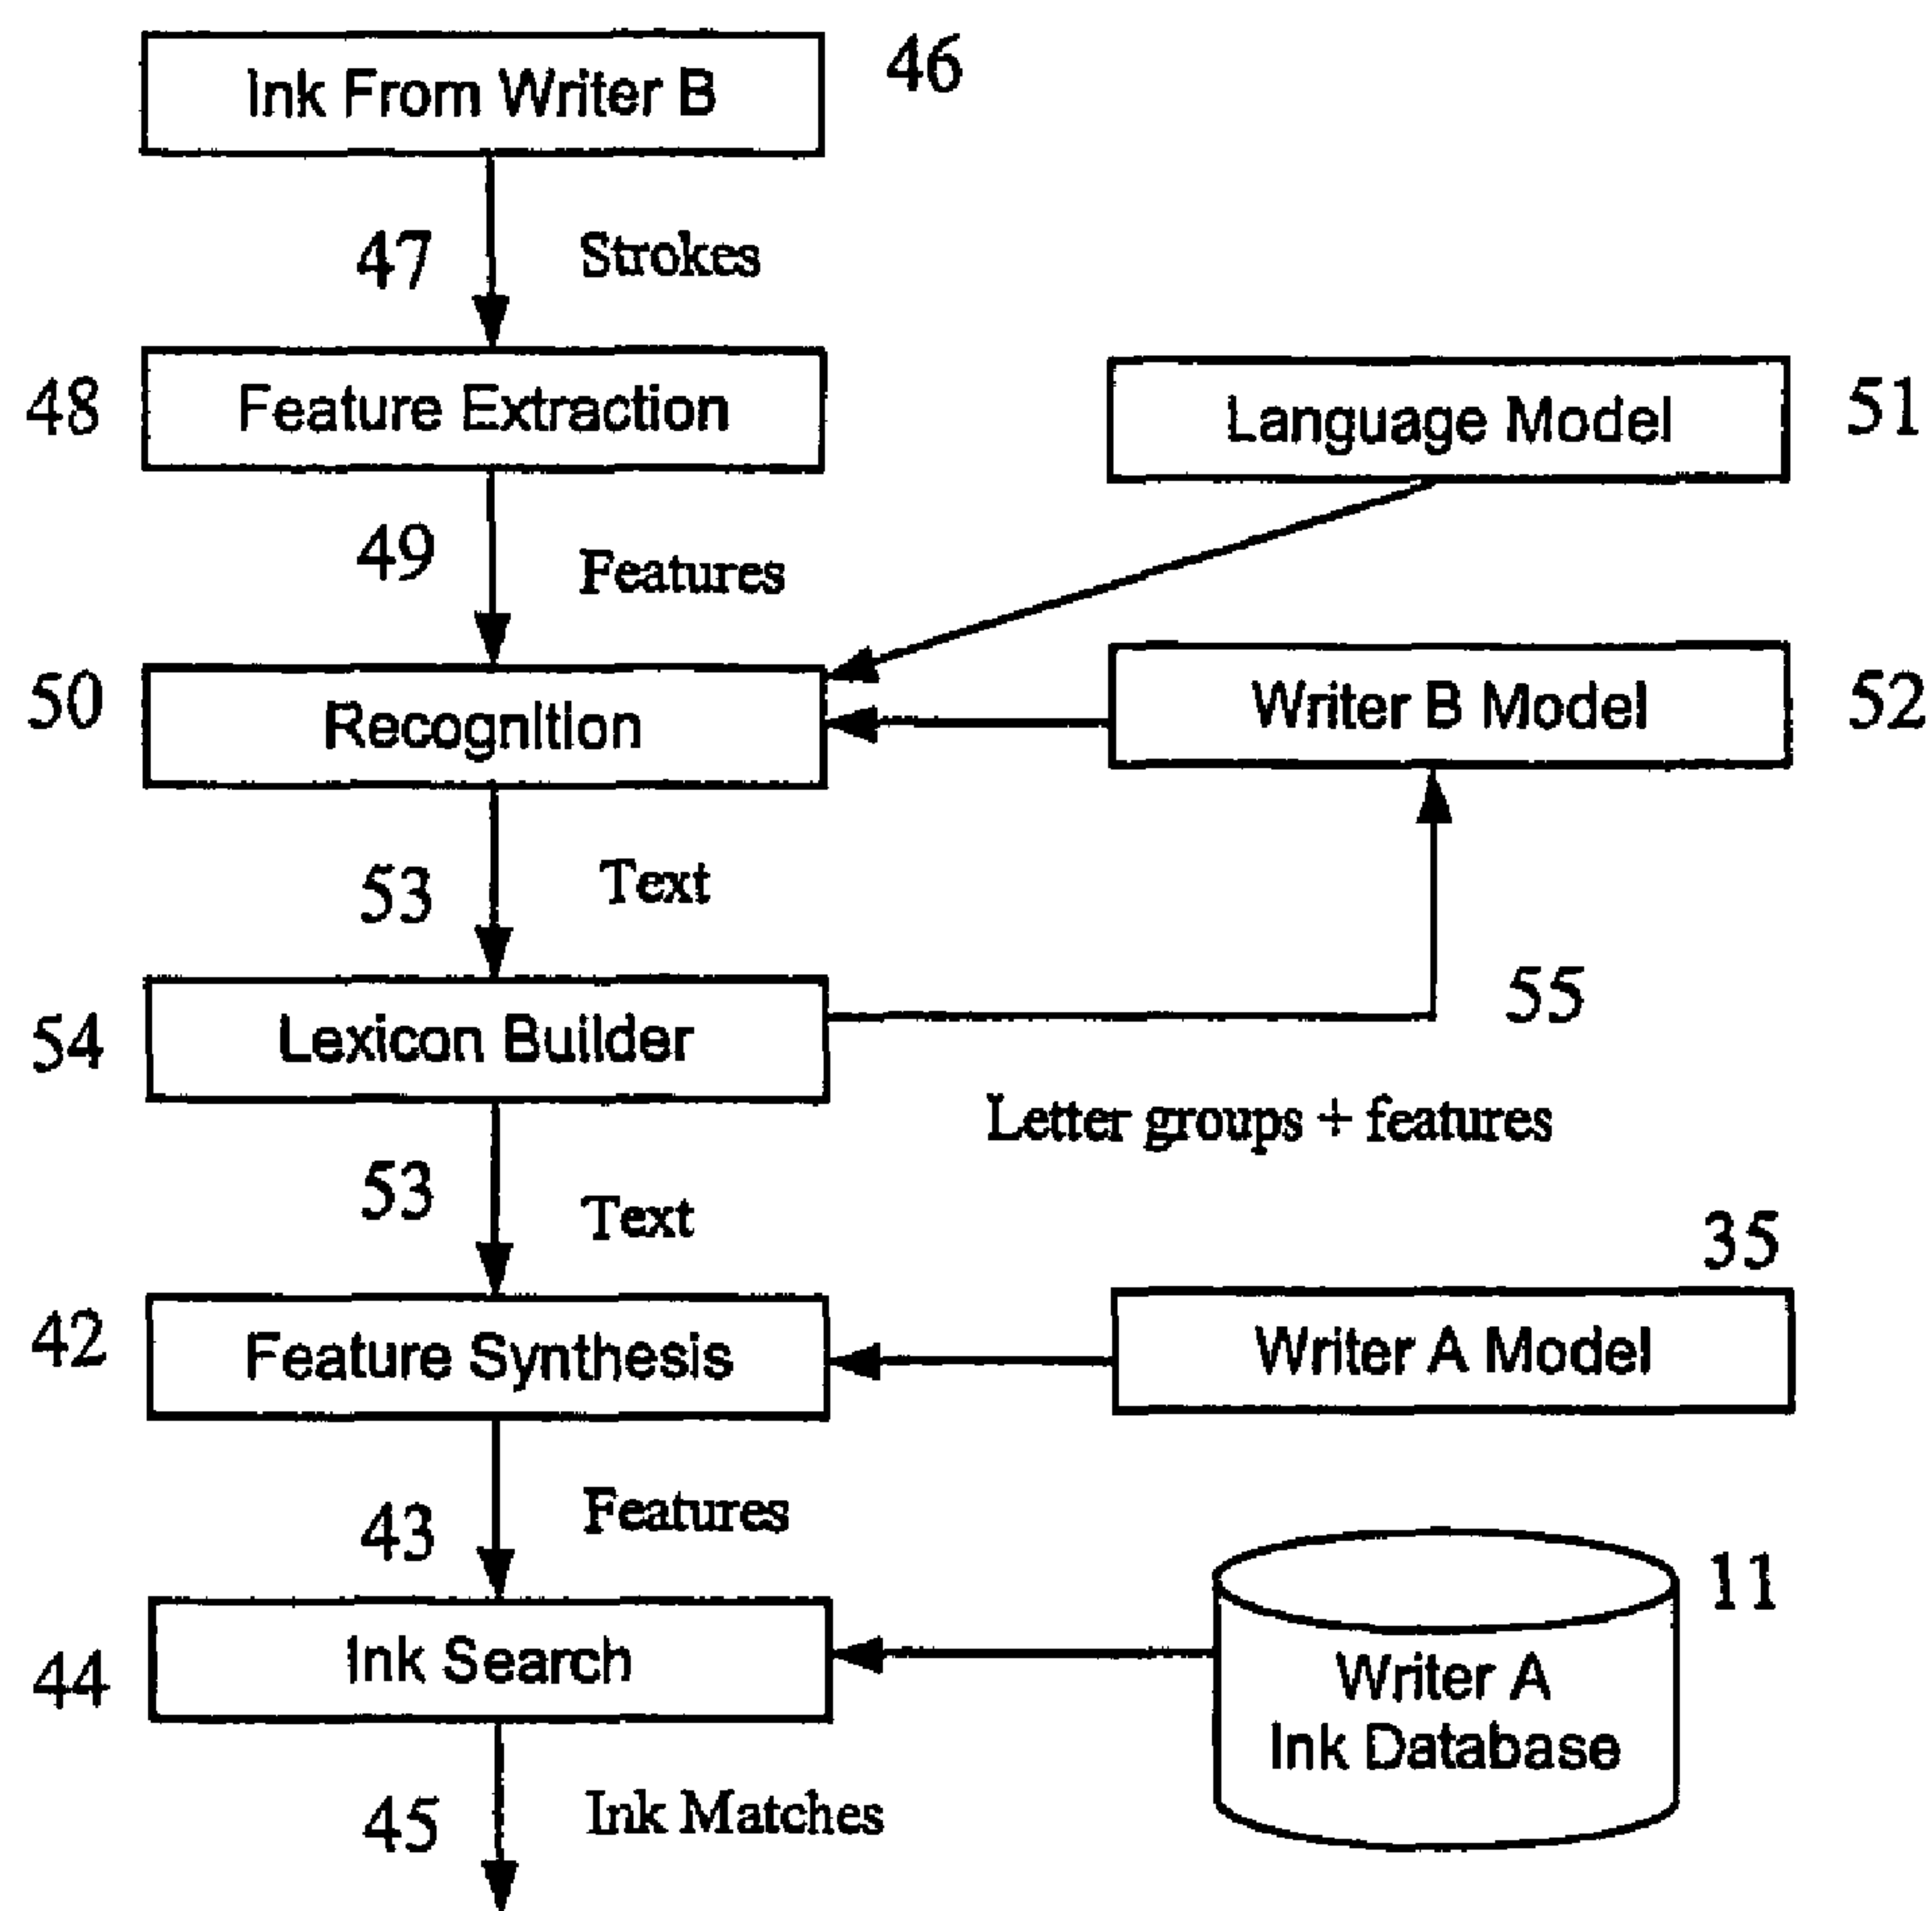 Ink From Writer B
46
47
Strokes
48
Feature Extraction
Language Model
51
49
Features
50
Recognition
Writer B Model
52
53
Text
54
Lexicon Builder
55
Letter groups + features
53
Text
35
42
Feature Synthesis
Writer A Model
43
Features
11
44
Ink Search
Writer A
Ink Database
45
Ink Matches